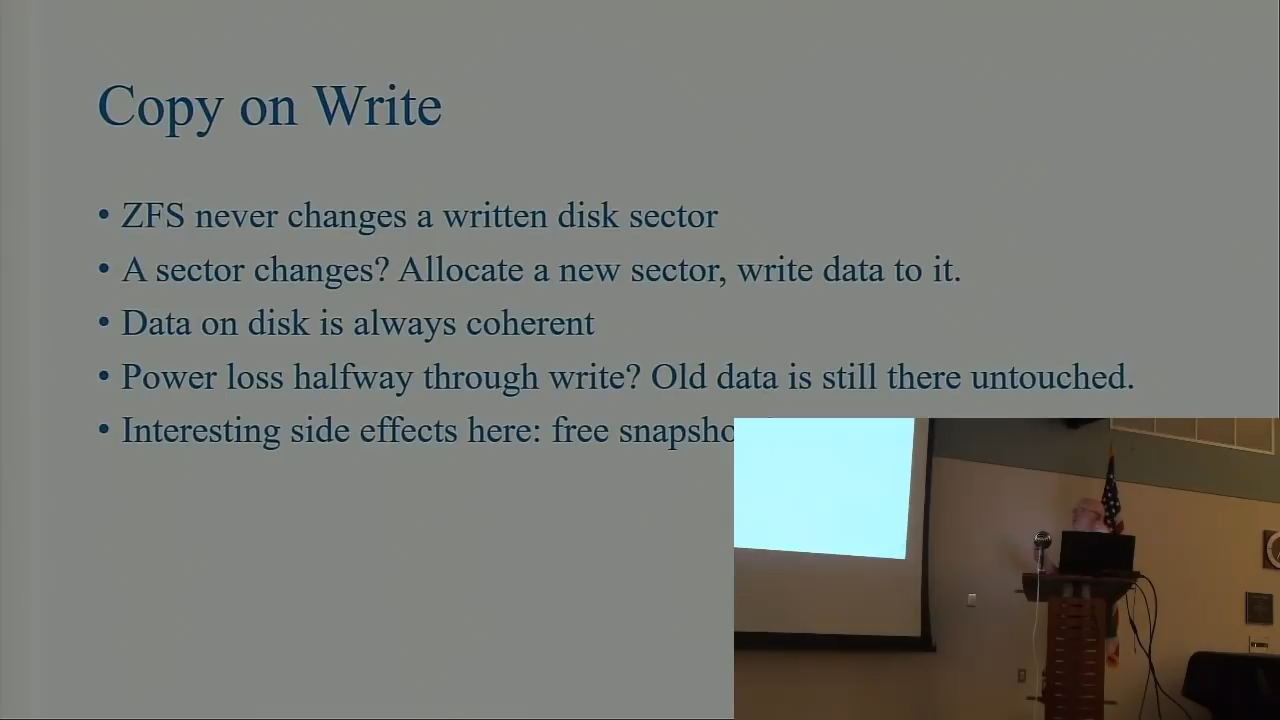 Copy on Write
• ZFS never changes a written disk sector
• A sector changes? Allocate a new sector, write data to it.
• Data on disk is always coherent
• Power loss halfway through write? Old data is still there untouched.
• Interesting side effects here: free